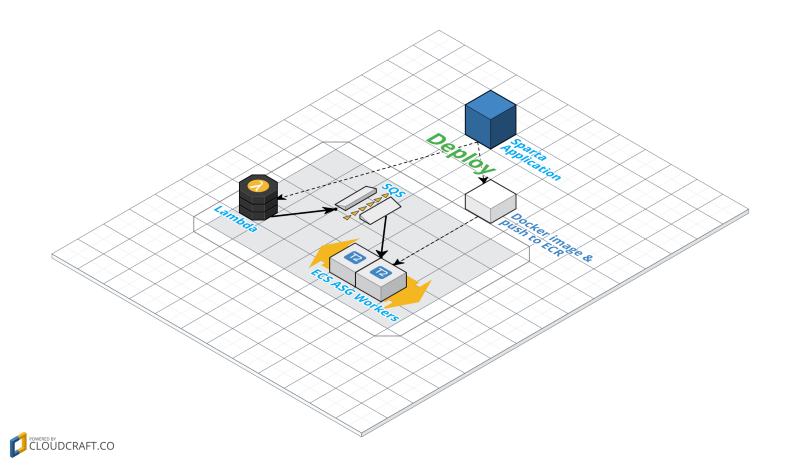 Deploy
Sparta
Application
SQS
Lambda
Docker image &
push to ECR
T2
T2
ECS ASG Workers
POWERED BY
CLOUDCRAFT.CO